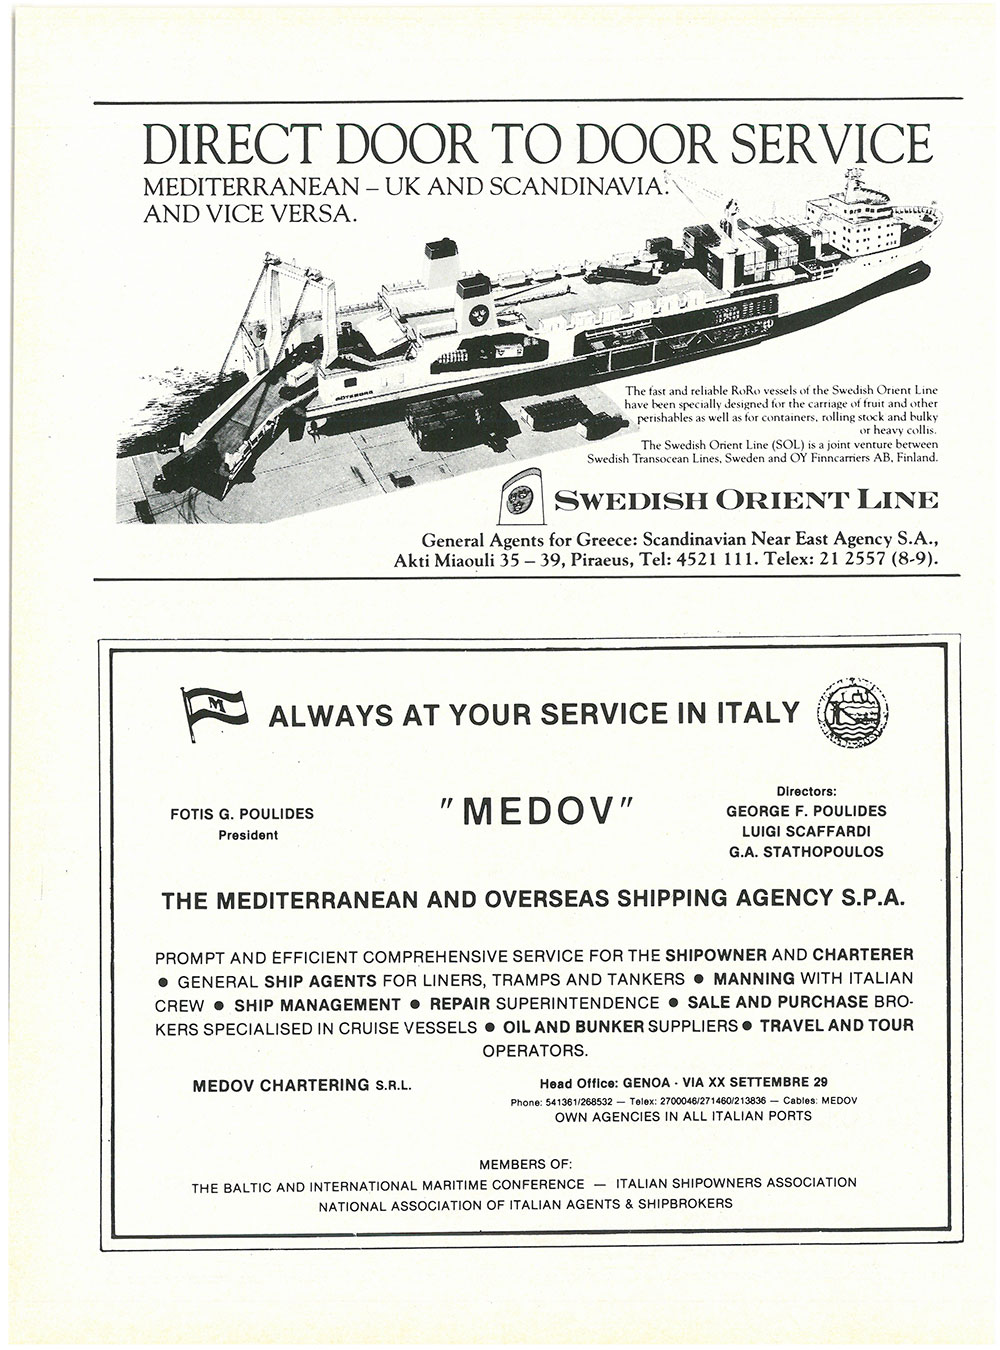 DIRECT DOOR TO DOOR SERVICE
MEDITERRANEAN – UK AND SCANDINAVIA.
AND VICE VERSA.
GÖTEBORG
The fast and reliable RoRo vessels of the Swedish Orient Line
have been specially designed for the carriage of fruit and other
perishables as well as for containers, rolling stock and bulky
or heavy collis.
The Swedish Orient Line (SOL) is a joint venture between
Swedish Transocean Lines, Sweden and OY Finncarriers AB, Finland.
SWEDISH ORIENT LINE
General Agents for Greece: Scandinavian Near East Agency S.A.,
Akti Miaouli 35 – 39, Piraeus, Tel: 4521 111. Telex: 21 2557 (8-9).
M
ALWAYS AT YOUR SERVICE IN ITALY
FOTIS G. POULIDES
President
"MEDOV"
Directors:
GEORGE F. POULIDES
LUIGI SCAFFARDI
G.A. STATHOPOULOS
THE MEDITERRANEAN AND OVERSEAS SHIPPING AGENCY S.P.A.
PROMPT AND EFFICIENT COMPREHENSIVE SERVICE FOR THE SHIPOWNER AND CHARTERER
● GENERAL SHIP AGENTS FOR LINERS, TRAMPS AND TANKERS ● MANNING WITH ITALIAN
CREW ● SHIP MANAGEMENT ● REPAIR SUPERINTENDENCE ● SALE AND PURCHASE BRO-
KERS SPECIALISED IN CRUISE VESSELS ● OIL AND BUNKER SUPPLIERS ● TRAVEL AND TOUR
OPERATORS.
MEDOV CHARTERING S.R.L.
Head Office: GENOA - VIA XX SETTEMBRE 29
Phone: 541361/268532 — Telex: 2700046/271460/213836 — Cables: MEDOV
OWN AGENCIES IN ALL ITALIAN PORTS
MEMBERS OF:
THE BALTIC AND INTERNATIONAL MARITIME CONFERENCE — ITALIAN SHIPOWNERS ASSOCIATION
NATIONAL ASSOCIATION OF ITALIAN AGENTS & SHIPBROKERS